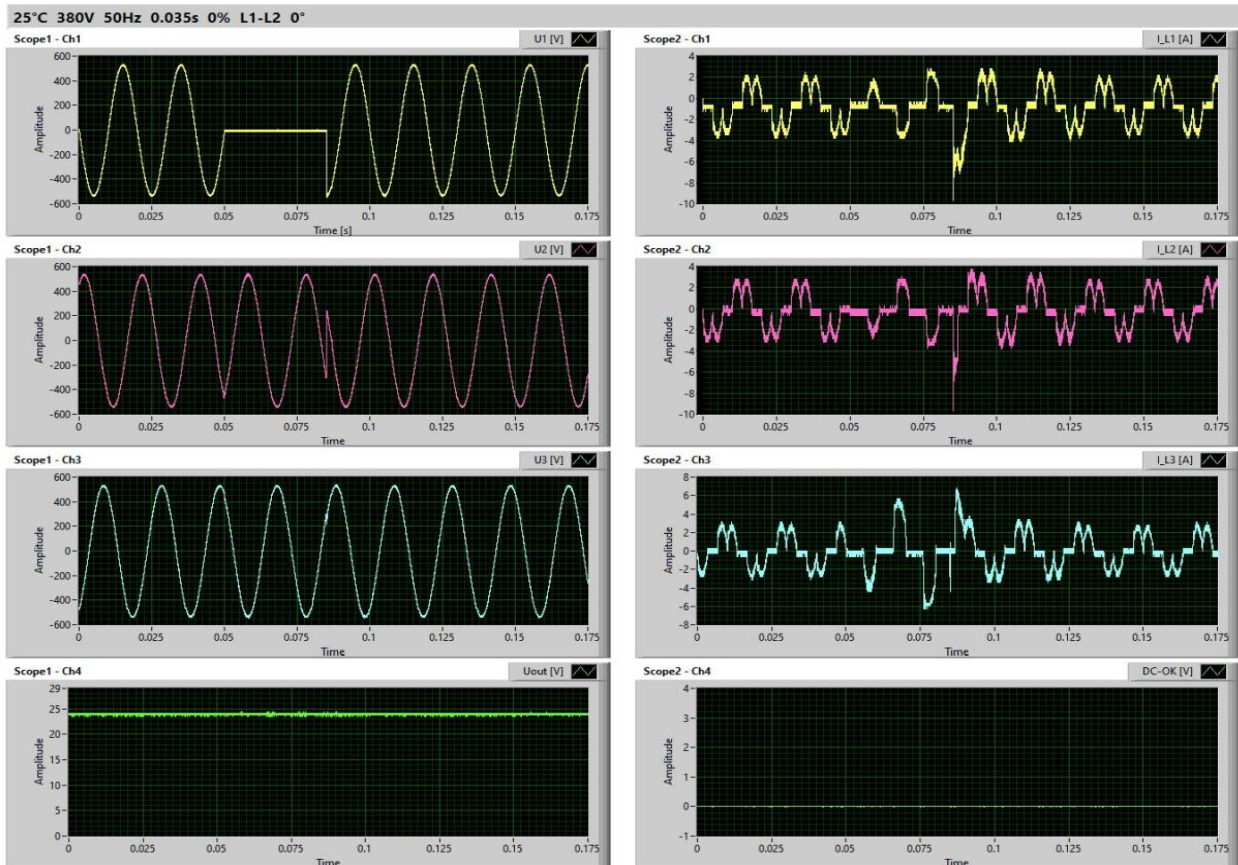 25°C 380V 50Hz 0.035s 0% L1-L2 0°
Scope1 - Ch1
U1 [V]
Amplitude
600
400
200
0
-200
-400
-600
0 0.025 0.05 0.075 0.1 0.125 0.15 0.175
Time [s]
Scope2 - Ch1
I_L1 [A]
Amplitude
4
2
0
-2
-4
-6
-8
-10
0 0.025 0.05 0.075 0.1 0.125 0.15 0.175
Time
Scope1 - Ch2
U2 [V]
Amplitude
600
400
200
0
-200
-400
-600
0 0.025 0.05 0.075 0.1 0.125 0.15 0.175
Time
Scope2 - Ch2
I_L2 [A]
Amplitude
4
2
0
-2
-4
-6
-8
-10
0 0.025 0.05 0.075 0.1 0.125 0.15 0.175
Time
Scope1 - Ch3
U3 [V]
Amplitude
600
400
200
0
-200
-400
-600
0 0.025 0.05 0.075 0.1 0.125 0.15 0.175
Time
Scope2 - Ch3
I_L3 [A]
Amplitude
8
6
4
2
0
-2
-4
-6
-8
0 0.025 0.05 0.075 0.1 0.125 0.15 0.175
Time
Scope1 - Ch4
Uout [V]
Amplitude
29
25
20
15
10
5
0
0 0.025 0.05 0.075 0.1 0.125 0.15 0.175
Time
Scope2 - Ch4
DC-OK [V]
Amplitude
4
3
2
1
0
-1
0 0.025 0.05 0.075 0.1 0.125 0.15 0.175
Time